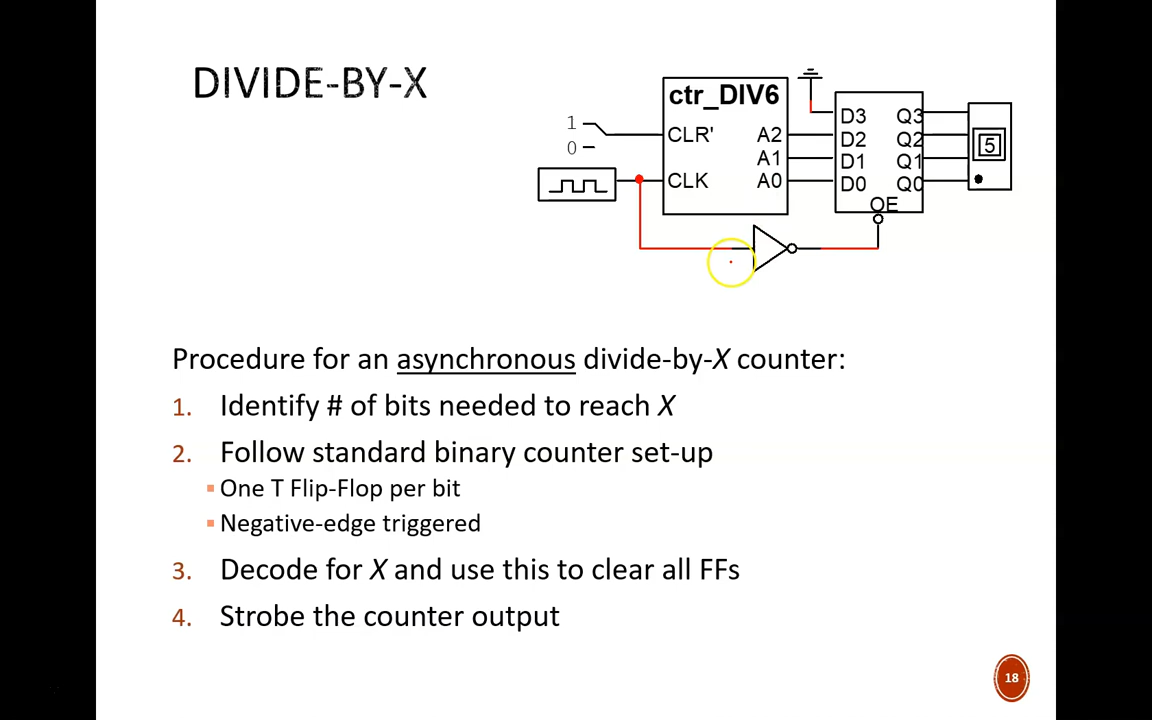 DIVIDE-BY-X
ctr_DIV6
1
0
CLR'
CLK
A2
A1
A0
D3
D2
D1
D0
Q3
Q2
Q1
Q0
OE
5
Procedure for an asynchronous divide-by-X counter:
1. Identify # of bits needed to reach X
2. Follow standard binary counter set-up
▪ One T Flip-Flop per bit
▪ Negative-edge triggered
3. Decode for X and use this to clear all FFs
4. Strobe the counter output
18